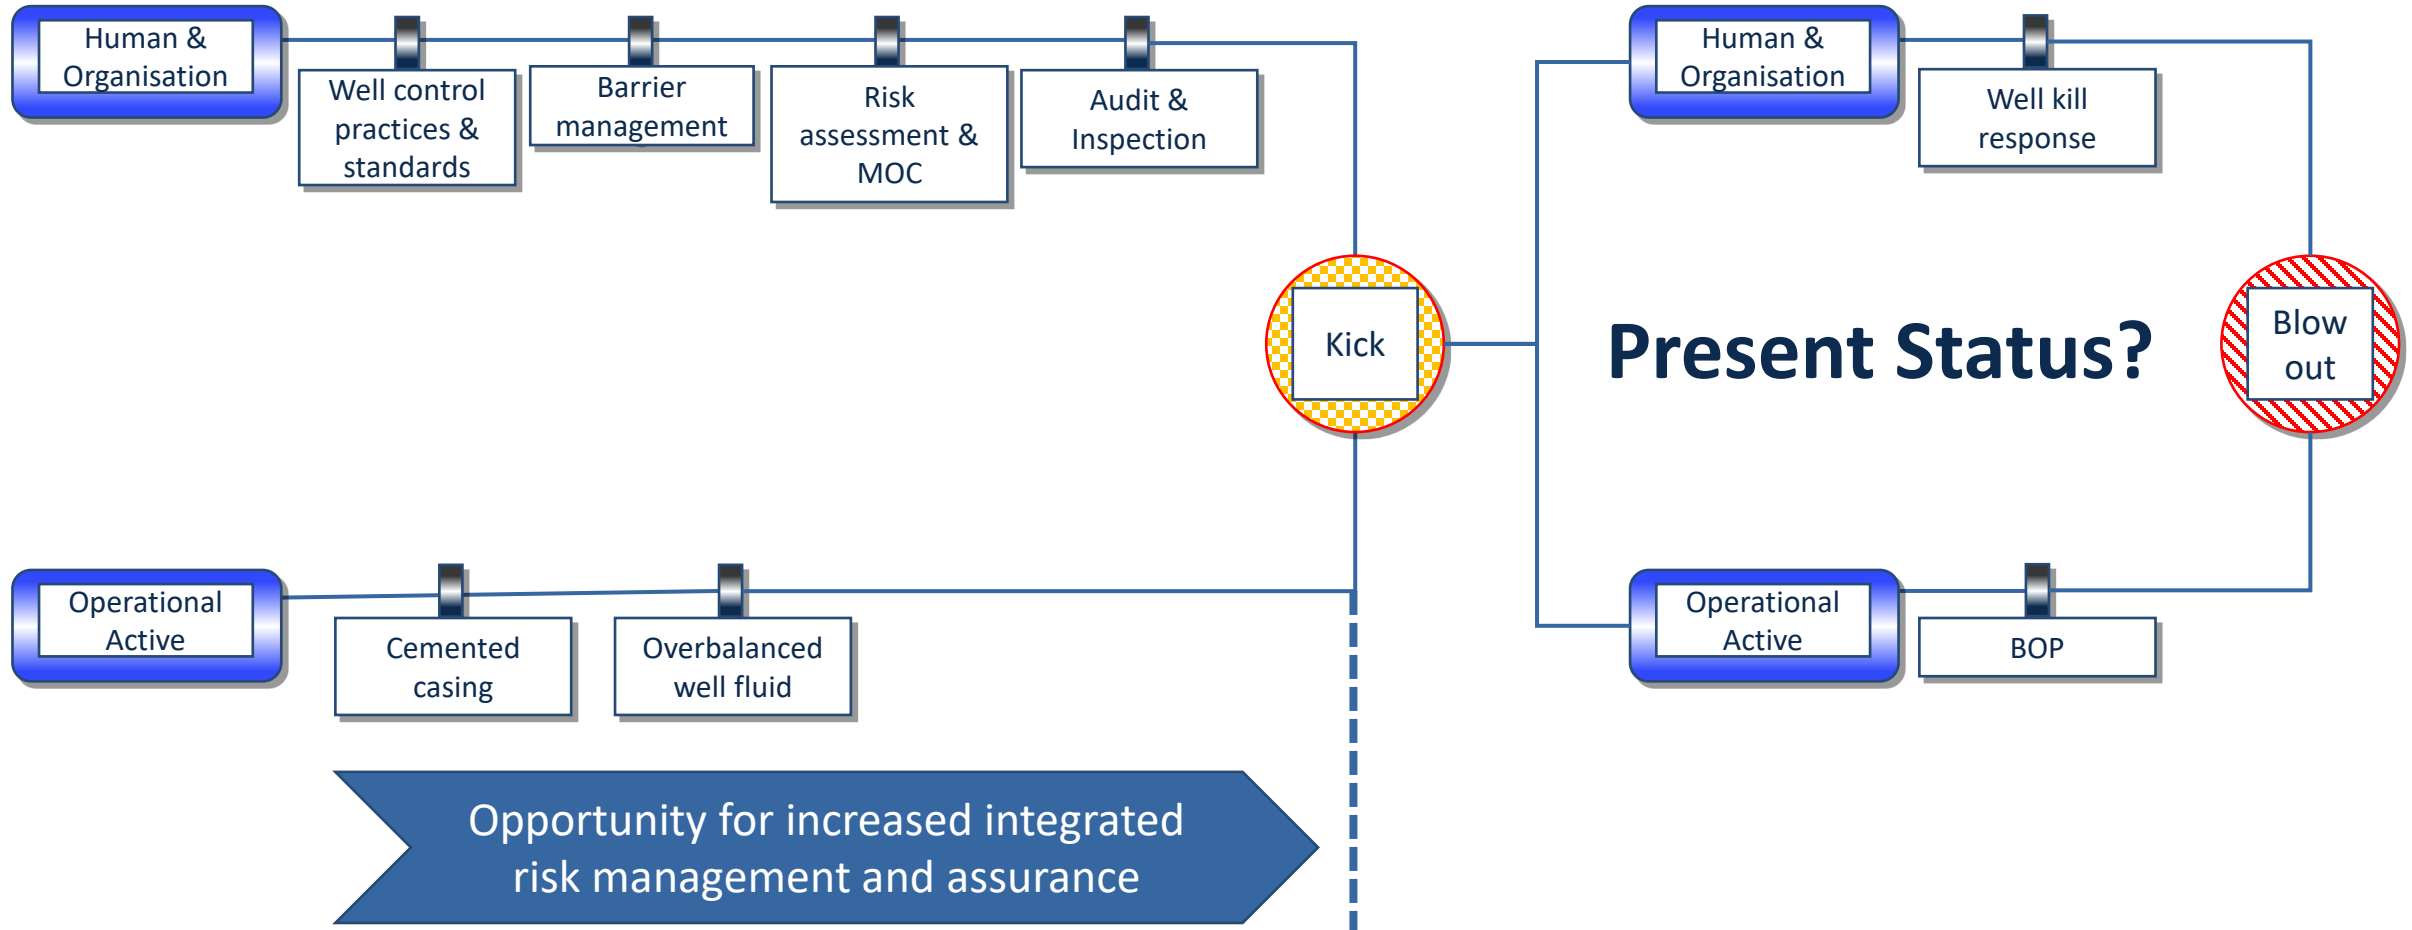 Human &
Organisation
Well control
practices &
standards
Barrier
management
Risk
assessment &
MOC
Audit &
Inspection
Human &
Organisation
Well kill
response
Kick
Present Status?
Blow
out
Operational
Active
Cemented
casing
Overbalanced
well fluid
Operational
Active
BOP
Opportunity for increased integrated
risk management and assurance